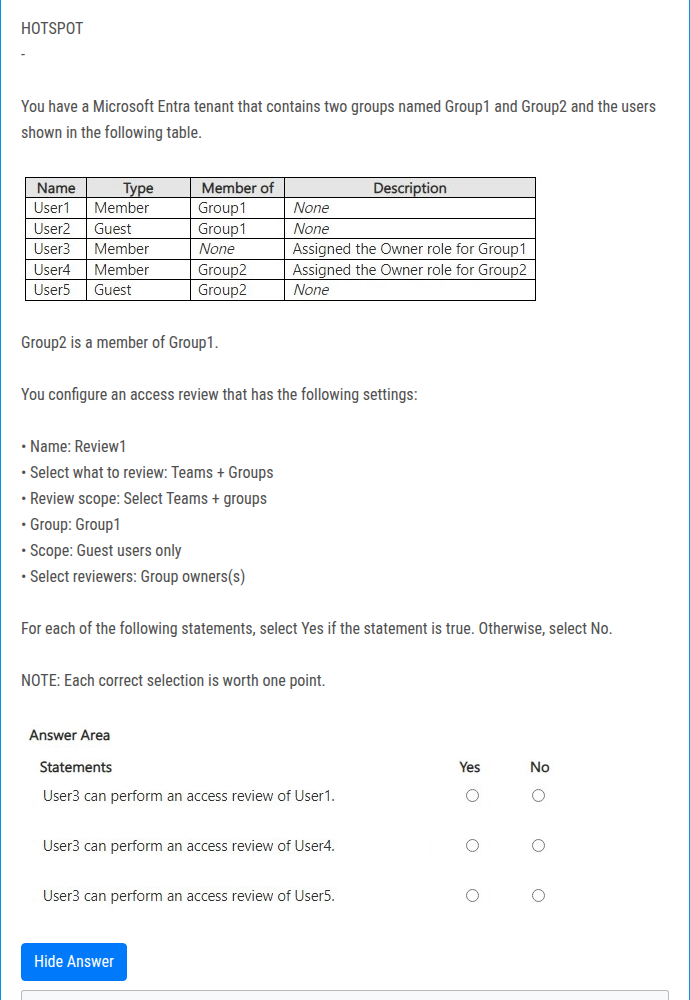 HOTSPOT
-
You have a Microsoft Entra tenant that contains two groups named Group1 and Group2 and the users
shown in the following table.
Name Type Member of Description
User1 Member Group1 None
User2 Guest Group1 None
User3 Member None Assigned the Owner role for Group1
User4 Member Group2 Assigned the Owner role for Group2
User5 Guest Group2 None
Group2 is a member of Group1.
You configure an access review that has the following settings:
• Name: Review1
• Select what to review: Teams + Groups
• Review scope: Select Teams + groups
• Group: Group1
• Scope: Guest users only
• Select reviewers: Group owners(s)
For each of the following statements, select Yes if the statement is true. Otherwise, select No.
NOTE: Each correct selection is worth one point.
Answer Area
Statements Yes No
User3 can perform an access review of User1.
User3 can perform an access review of User4.
User3 can perform an access review of User5.
Hide Answer